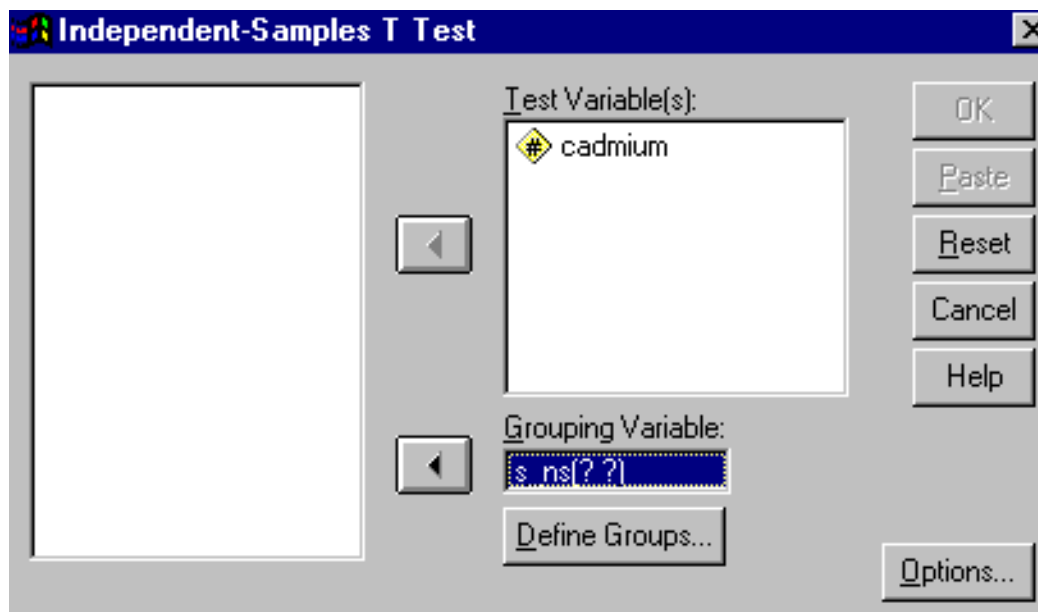 Independent-Samples T Test
Test Variable(s):
# cadmium
OK
Paste
Reset
Cancel
Help
Grouping Variable:
s_ns(? ?)
Define Groups...
Options...